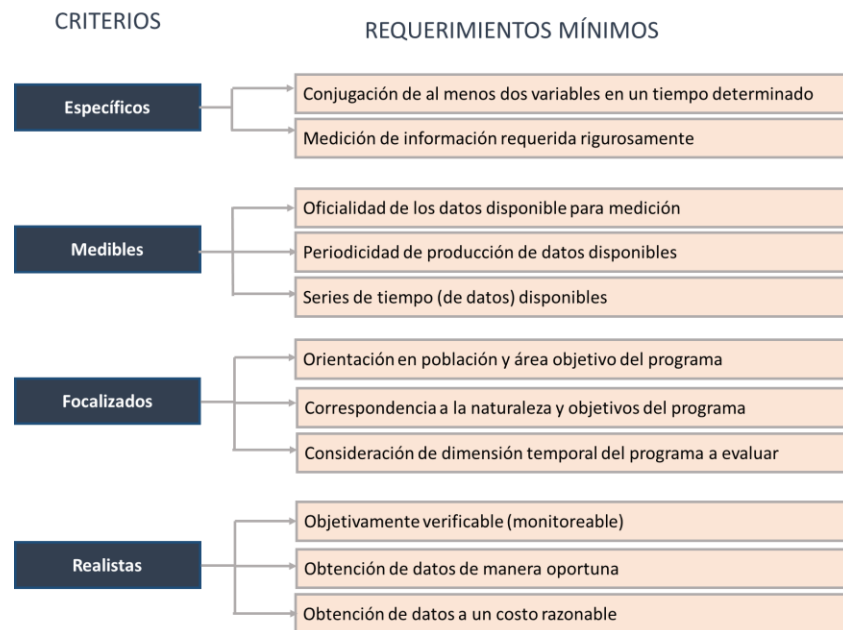 CRITERIOS
REQUERIMIENTOS MÍNIMOS
Específicos
Conjugación de al menos dos variables en un tiempo determinado
Medición de información requerida rigurosamente
Medibles
Oficialidad de los datos disponible para medición
Periodicidad de producción de datos disponibles
Series de tiempo (de datos) disponibles
Focalizados
Orientación en población y área objetivo del programa
Correspondencia a la naturaleza y objetivos del programa
Consideración de dimensión temporal del programa a evaluar
Realistas
Objetivamente verificable (monitoreable)
Obtención de datos de manera oportuna
Obtención de datos a un costo razonable